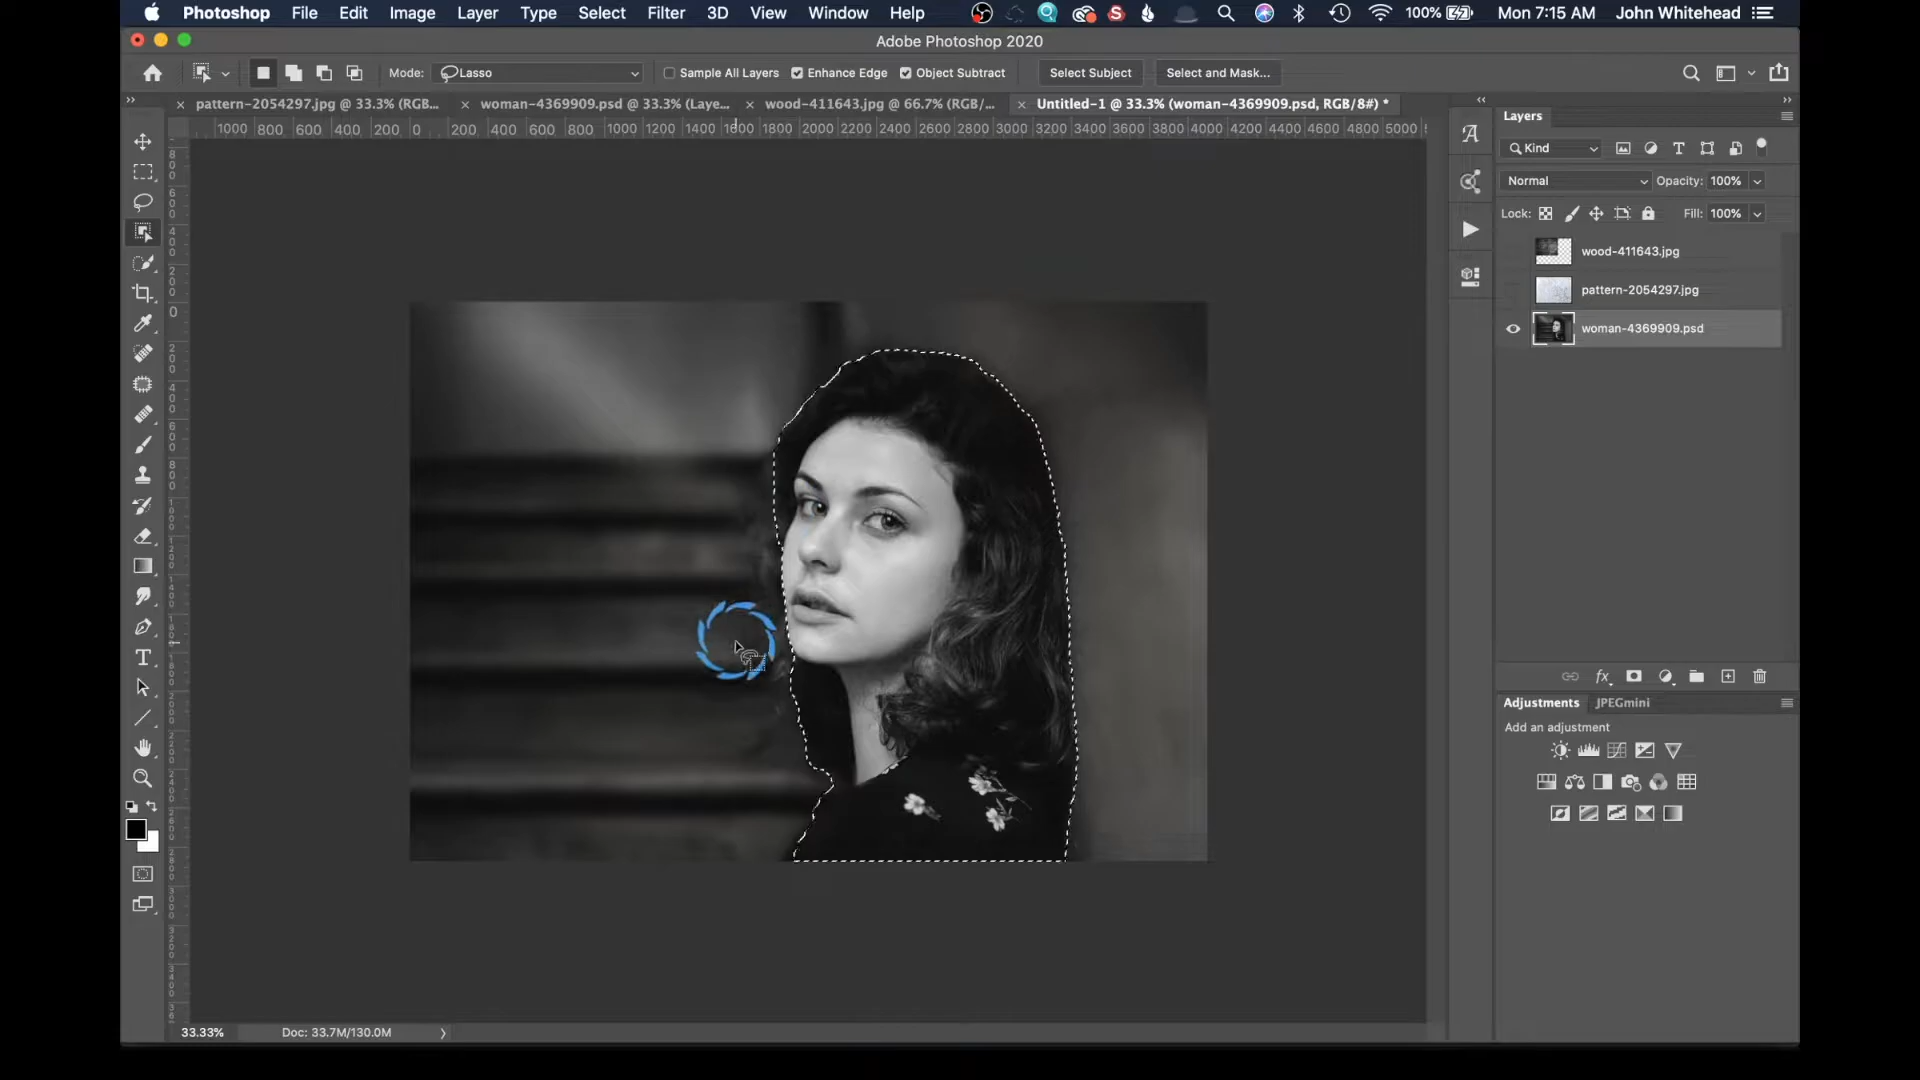 Photoshop File Edit Image Layer Type Select Filter 3D View Window Help 100% Mon 7:15 AM John Whitehead
Adobe Photoshop 2020
Mode: Lasso Sample All Layers Enhance Edge Object Subtract Select Subject Select and Mask...
pattern-2054297.jpg @ 33.3% (RGB... woman-4369909.psd @ 33.3% (Laye... wood-411643.jpg @ 66.7% (RGB/... Untitled-1 @ 33.3% (woman-4369909.psd, RGB/8#) *
1000 800 600 400 200 0 200 400 600 800 1000 1200 1400 1600 1800 2000 2200 2400 2600 2800 3000 3200 3400 3600 3800 4000 4200 4400 4600 4800 5000
Layers
Kind
Normal Opacity: 100%
Lock: Fill: 100%
wood-411643.jpg
pattern-2054297.jpg
woman-4369909.psd
Adjustments JPEGmini
Add an adjustment
33.33% Doc: 33.7M/130.0M